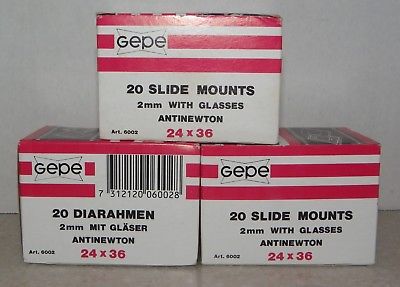 Gepe
20 SLIDE MOUNTS
2mm WITH GLASSES
ANTINEWTON
Art. 6002
24 x 36
Gepe
7 312120 060028
20 DIARAHMEN
2mm MIT GLÄSER
ANTINEWTON
Art. 6002
24 x 36
Gepe
20 SLIDE MOUNTS
2mm WITH GLASSES
ANTINEWTON
Art. 6002
24 x 36